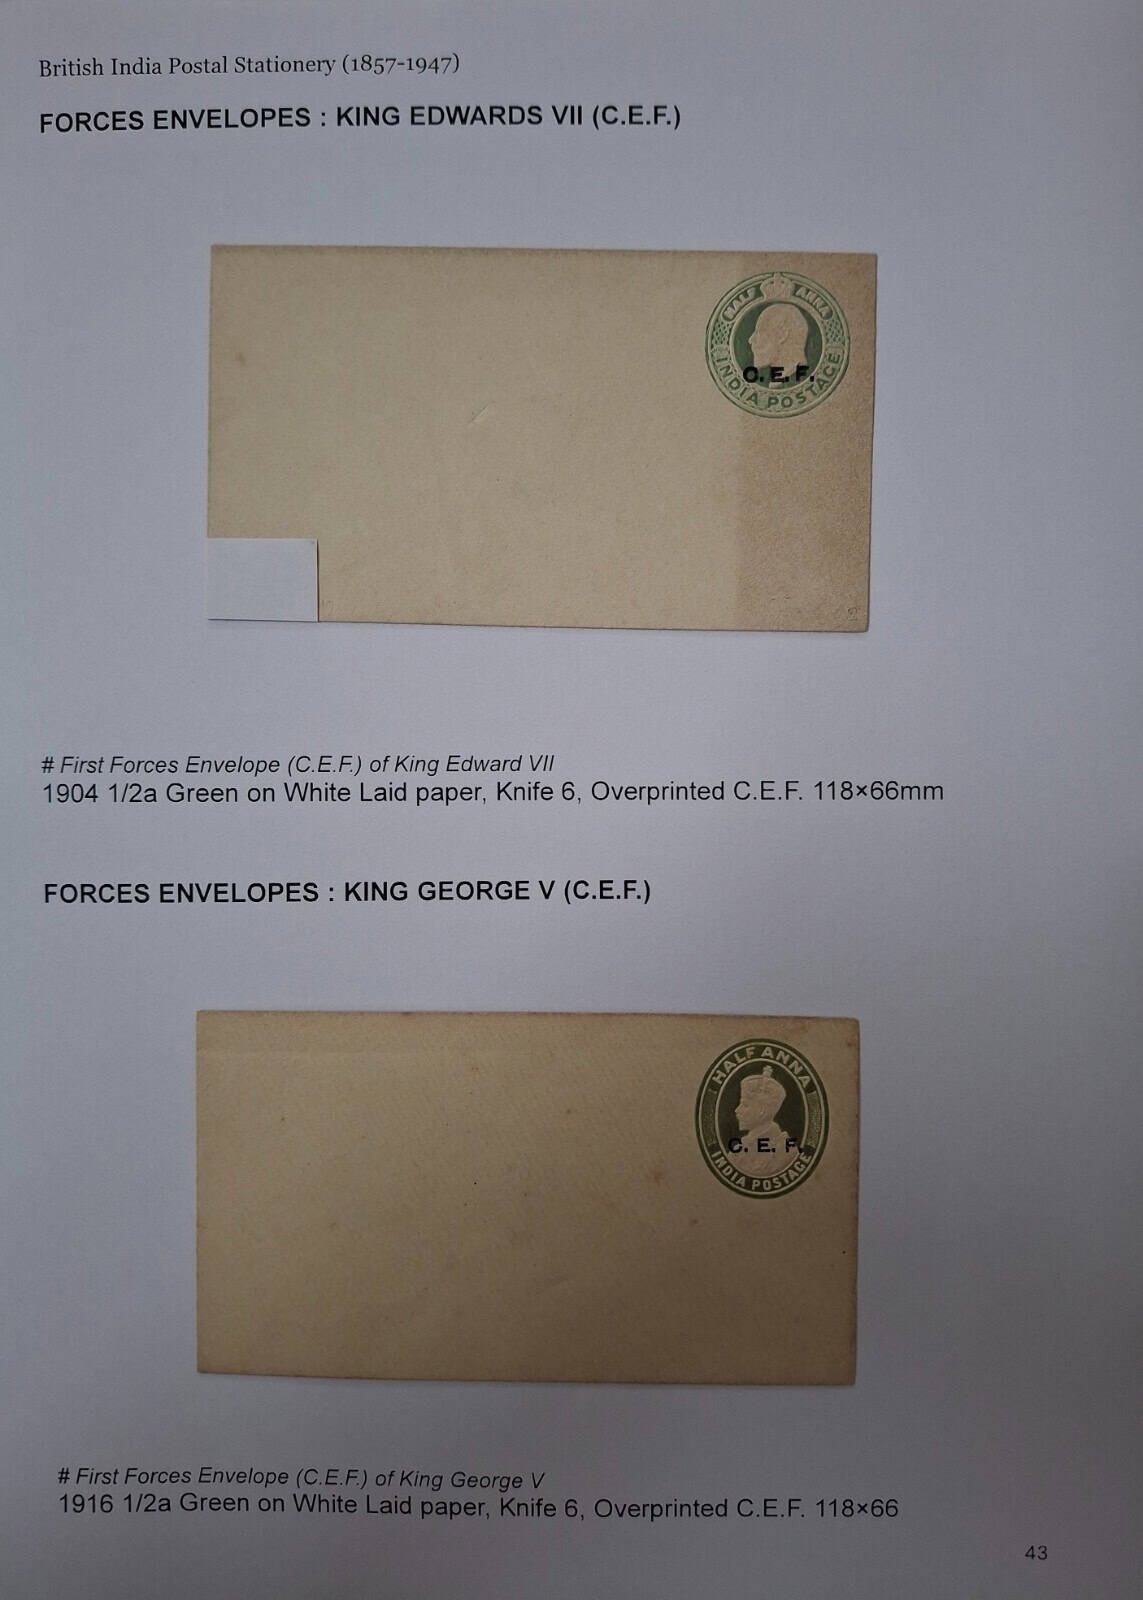 British India Postal Stationery (1857-1947)
FORCES ENVELOPES : KING EDWARDS VII (C.E.F.)
HALF ANNA
C. E. F.
INDIA POSTAGE
# First Forces Envelope (C.E.F.) of King Edward VII
1904 1/2a Green on White Laid paper, Knife 6, Overprinted C.E.F. 118×66mm
FORCES ENVELOPES : KING GEORGE V (C.E.F.)
HALF ANNA
C. E. F.
INDIA POSTAGE
# First Forces Envelope (C.E.F.) of King George V
1916 1/2a Green on White Laid paper, Knife 6, Overprinted C.E.F. 118×66
43